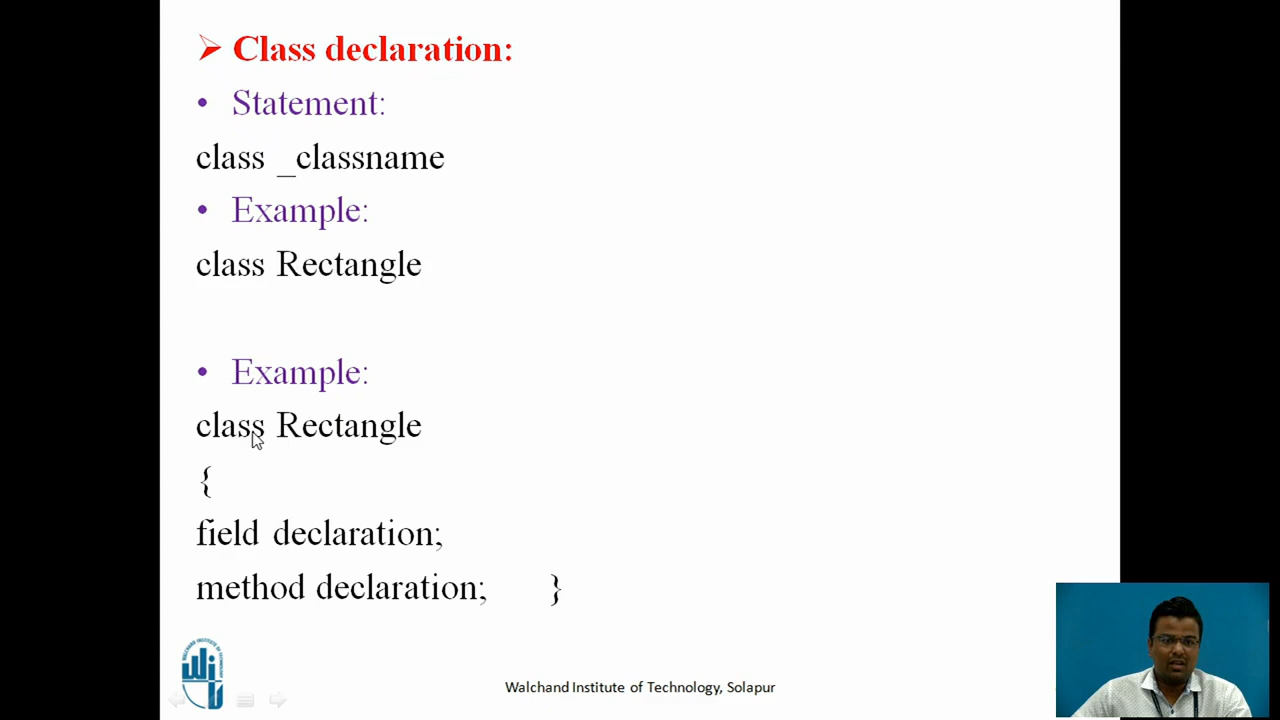 ➢ Class declaration:
• Statement:
class _classname
• Example:
class Rectangle
• Example:
class Rectangle
{
field declaration;
method declaration; }
Walchand Institute of Technology, Solapur